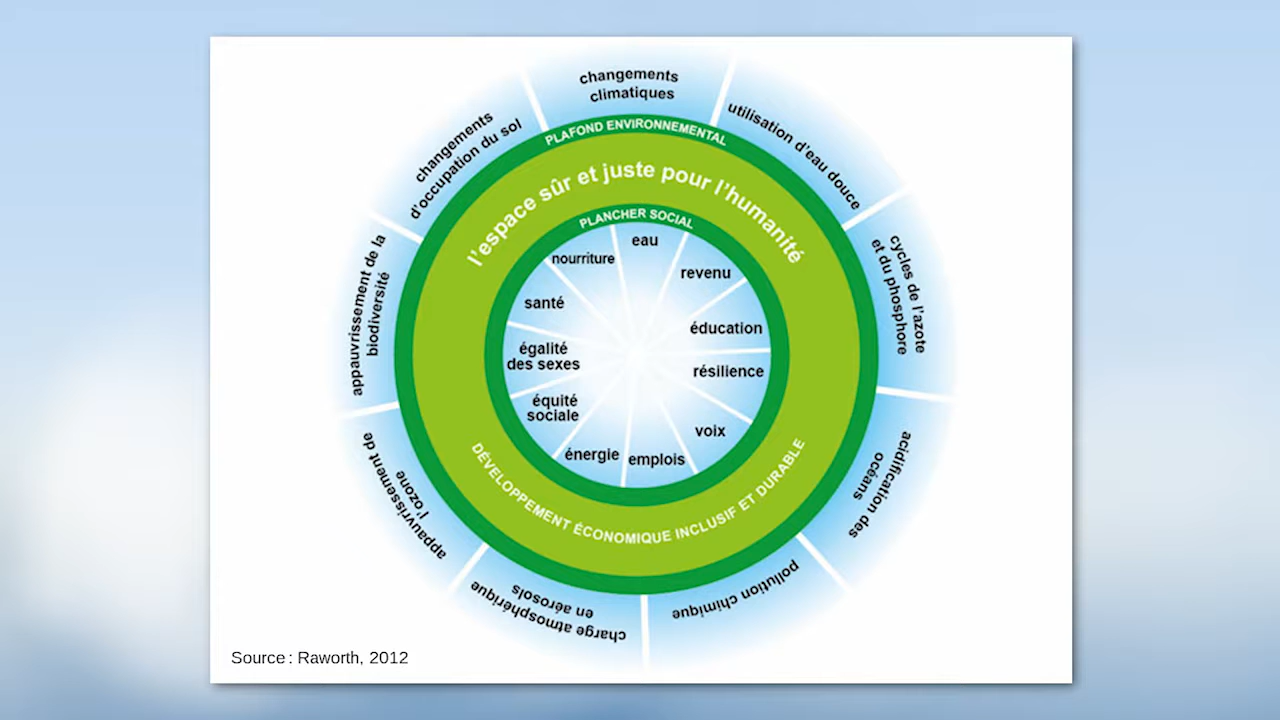 changements
climatiques
utilisation d'eau douce
cycles de l'azote
et du phosphore
acidification des
océans
pollution chimique
charge atmosphérique
en aérosols
appauvrissement de
l'ozone
appauvrissement de la
biodiversité
changements
d'occupation du sol
PLAFOND ENVIRONNEMENTAL
l'espace sûr et juste pour l'humanité
PLANCHER SOCIAL
eau
revenu
éducation
résilience
voix
emplois
énergie
équité
sociale
égalité
des sexes
santé
nourriture
DÉVELOPPEMENT ÉCONOMIQUE INCLUSIF ET DURABLE
Source : Raworth, 2012